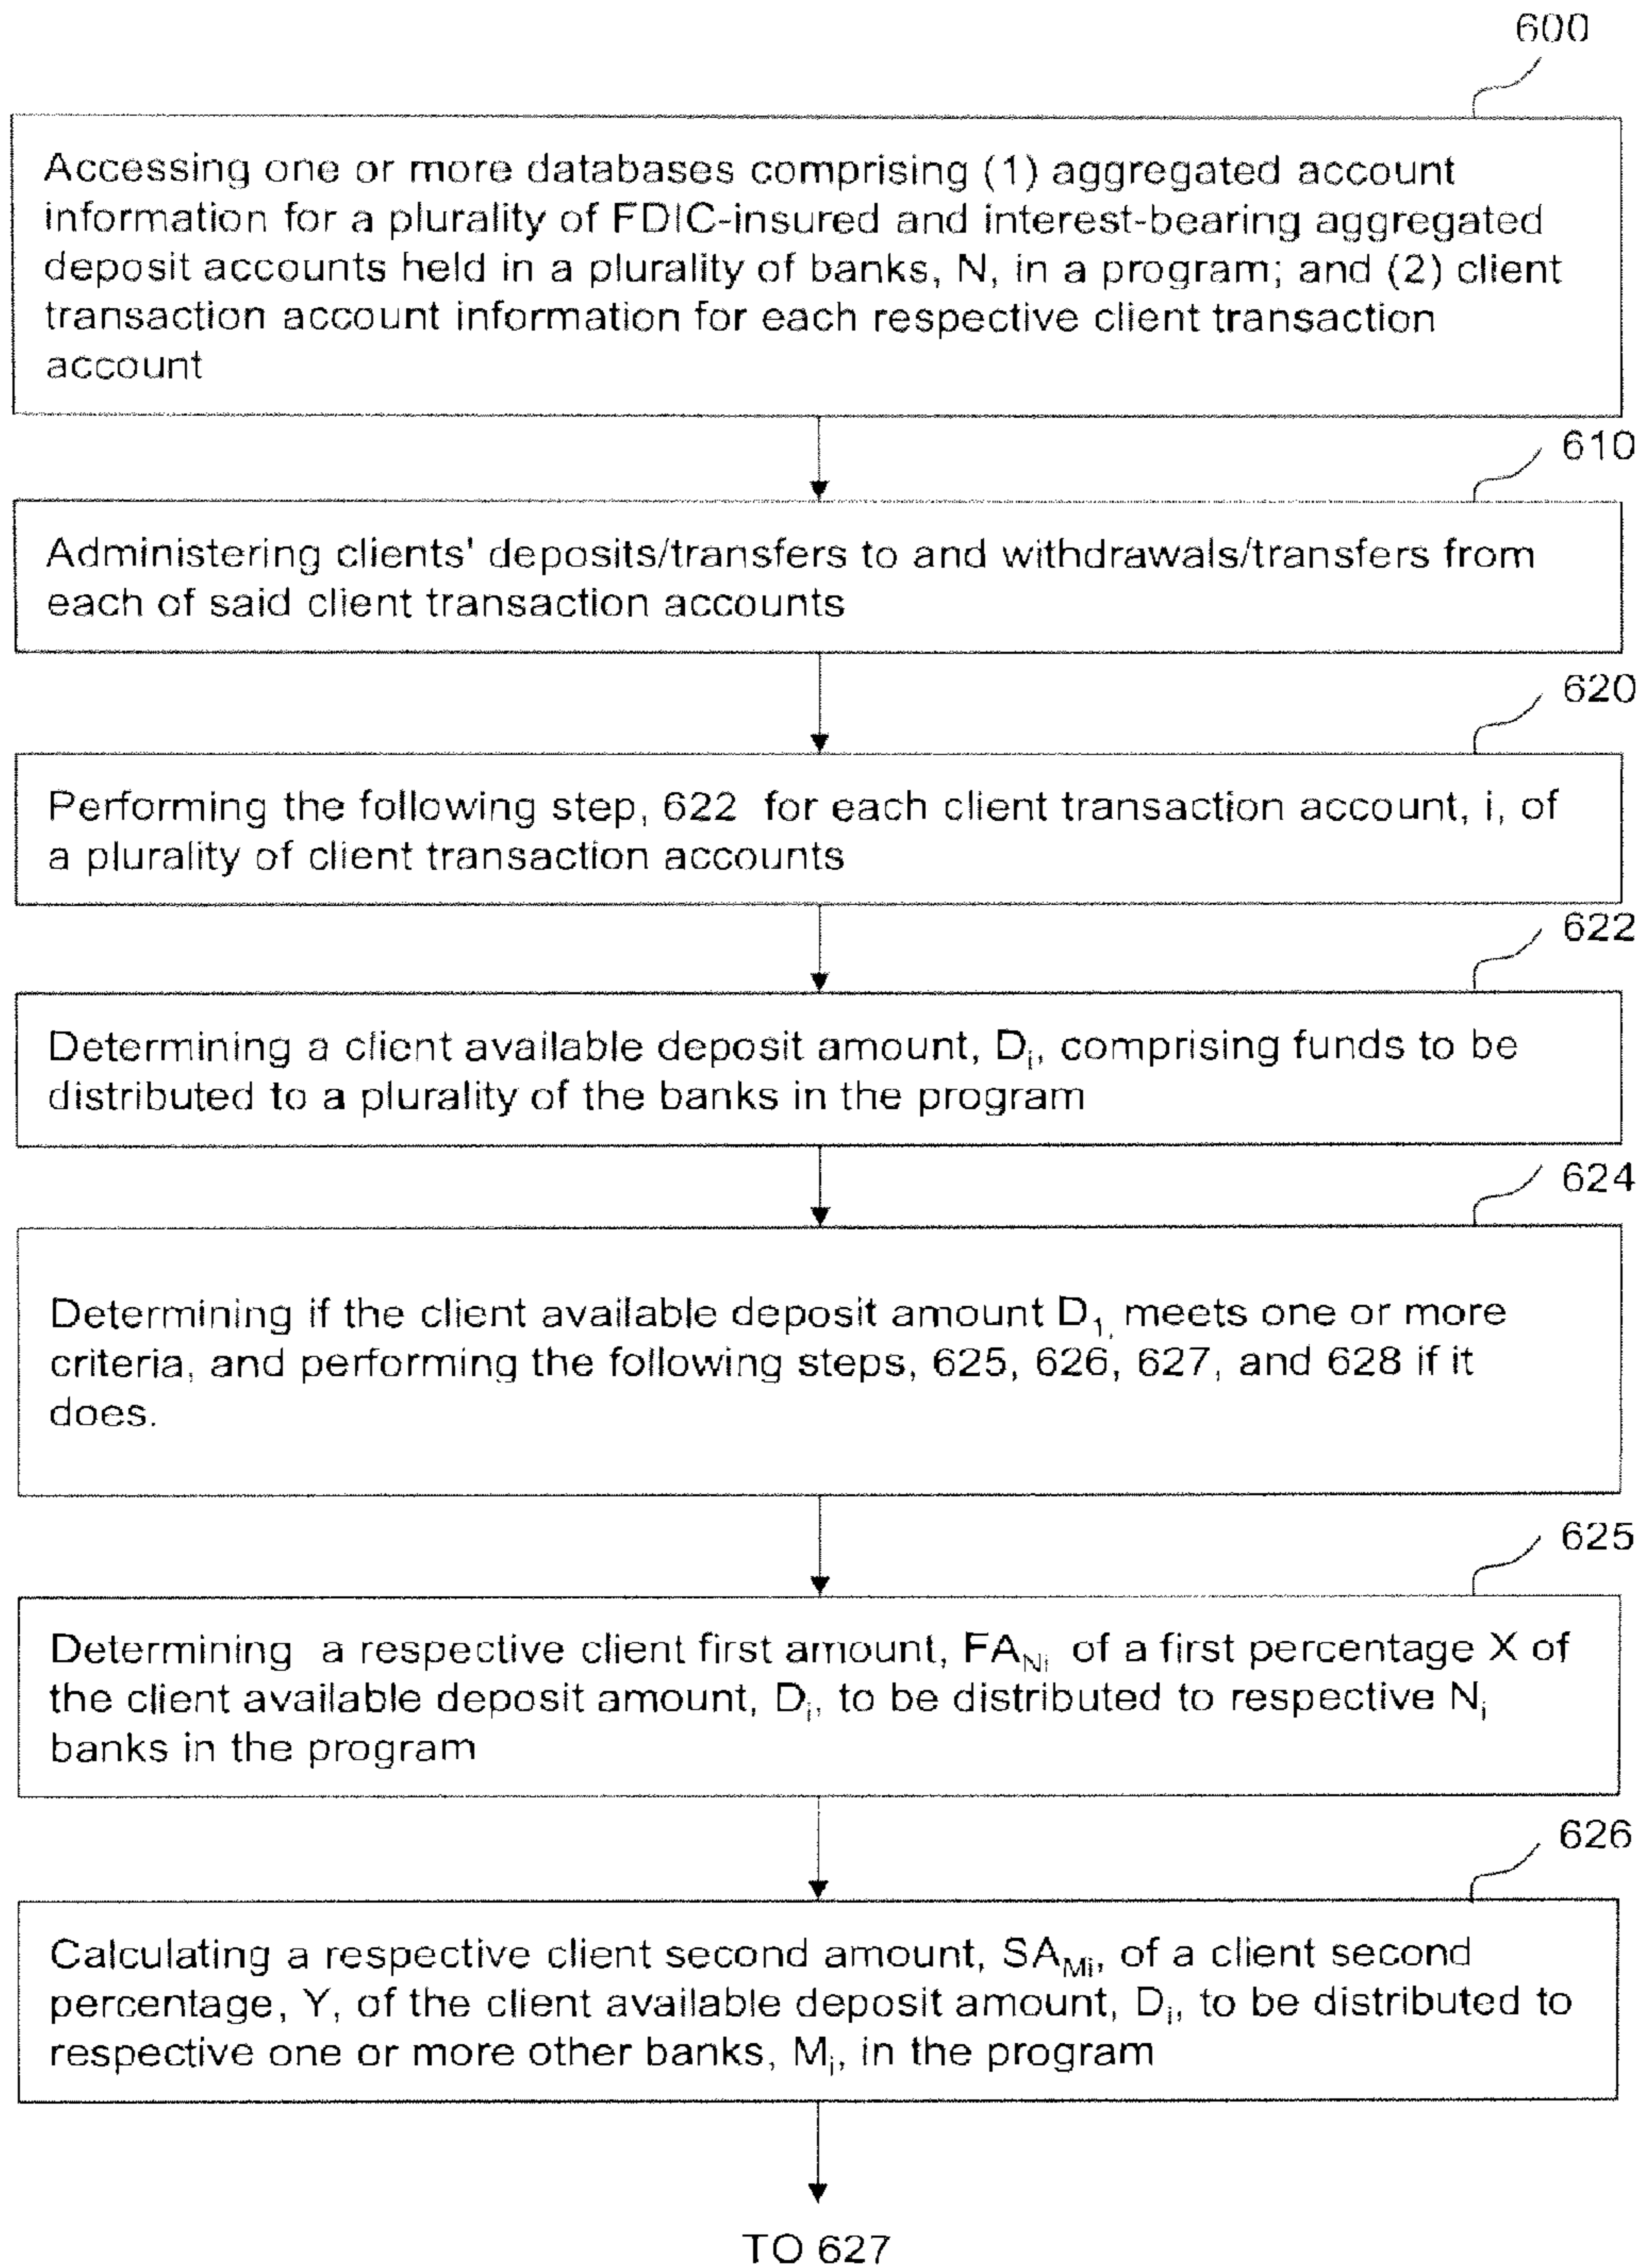 600
Accessing one or more databases comprising (1) aggregated account
information for a plurality of FDIC-insured and interest-bearing aggregated
deposit accounts held in a plurality of banks, N, in a program; and (2) client
transaction account information for each respective client transaction
account
610
Administering clients' deposits/transfers to and withdrawals/transfers from
each of said client transaction accounts
620
Performing the following step, 622 for each client transaction account, i, of
a plurality of client transaction accounts
622
Determining a client available deposit amount, Di, comprising funds to be
distributed to a plurality of the banks in the program
624
Determining if the client available deposit amount D1, meets one or more
criteria, and performing the following steps, 625, 626, 627, and 628 if it
does.
625
Determining a respective client first amount, FANi of a first percentage X of
the client available deposit amount, Di, to be distributed to respective Ni
banks in the program
626
Calculating a respective client second amount, SAMi, of a client second
percentage, Y, of the client available deposit amount, Di, to be distributed to
respective one or more other banks, Mi, in the program
TO 627